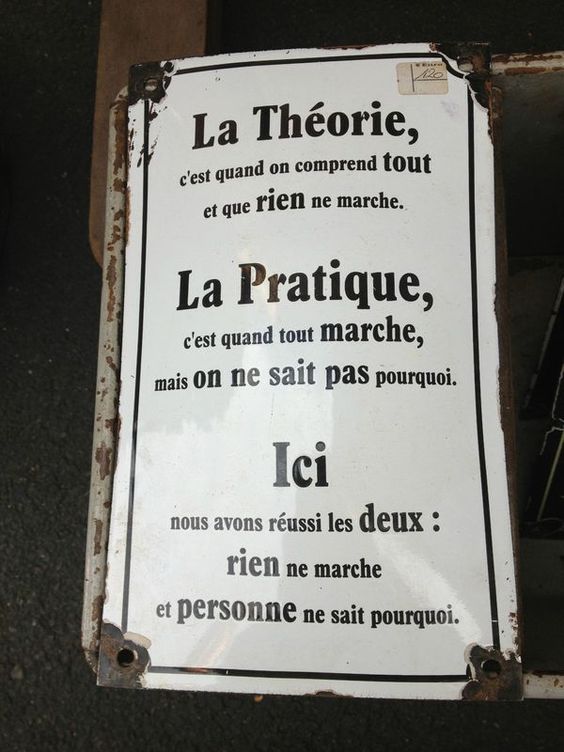 € Euro
120
La Théorie,
c'est quand on comprend tout
et que rien ne marche.
La Pratique,
c'est quand tout marche,
mais on ne sait pas pourquoi.
Ici
nous avons réussi les deux :
rien ne marche
et personne ne sait pourquoi.